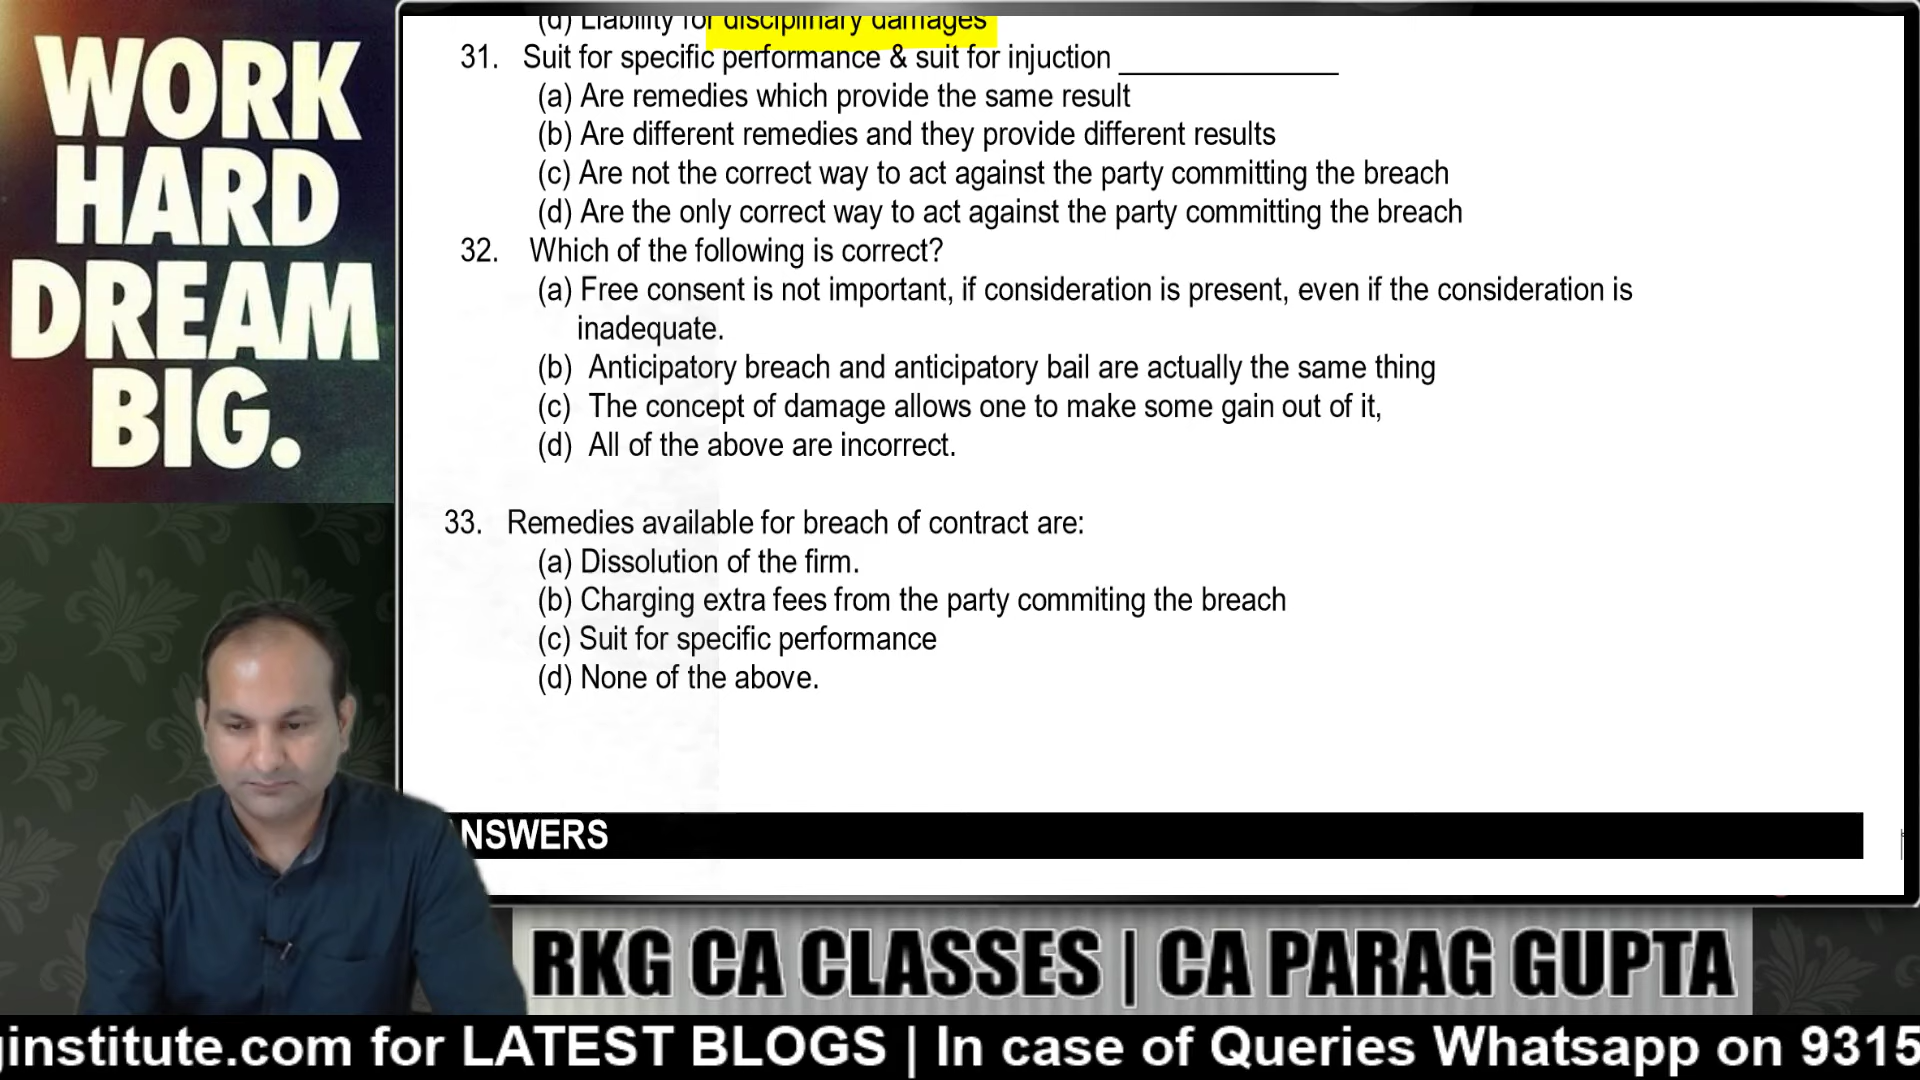 WORK
HARD
DREAM
BIG.
(d) Liability for disciplinary damages
31. Suit for specific performance & suit for injuction ______________
(a) Are remedies which provide the same result
(b) Are different remedies and they provide different results
(c) Are not the correct way to act against the party committing the breach
(d) Are the only correct way to act against the party committing the breach
32. Which of the following is correct?
(a) Free consent is not important, if consideration is present, even if the consideration is
inadequate.
(b) Anticipatory breach and anticipatory bail are actually the same thing
(c) The concept of damage allows one to make some gain out of it,
(d) All of the above are incorrect.
33. Remedies available for breach of contract are:
(a) Dissolution of the firm.
(b) Charging extra fees from the party commiting the breach
(c) Suit for specific performance
(d) None of the above.
NSWERS
RKG CA CLASSES | CA PARAG GUPTA
ginstitute.com for LATEST BLOGS | In case of Queries Whatsapp on 9315